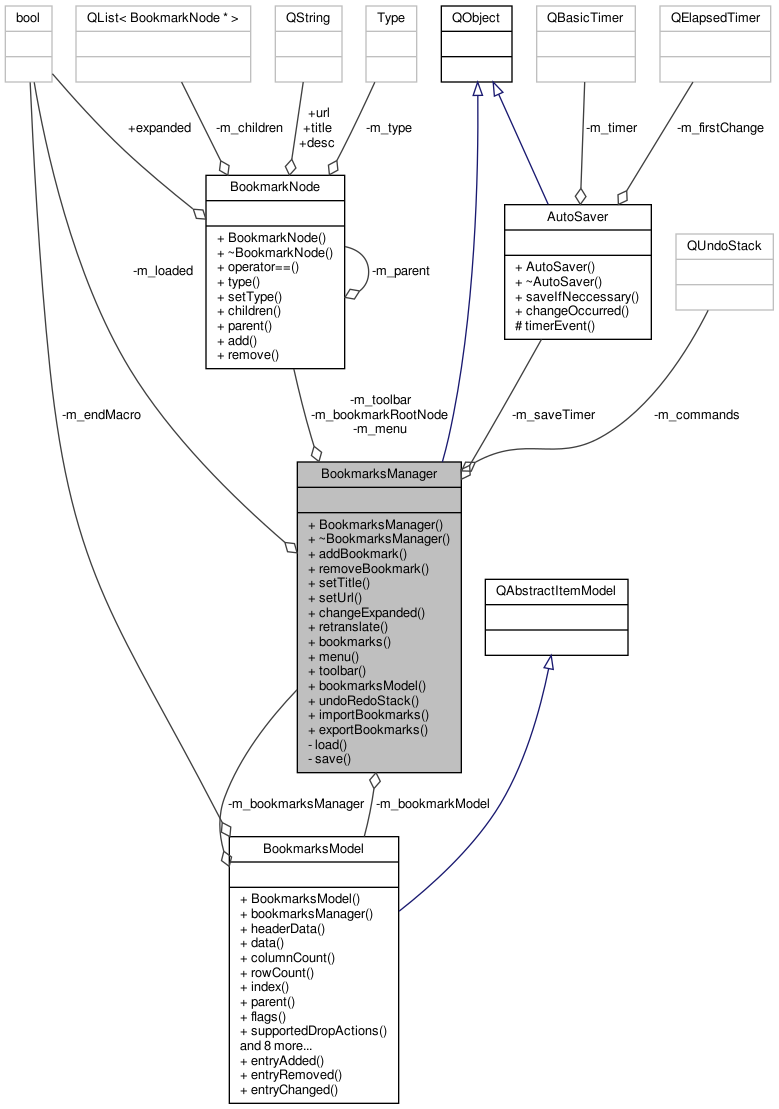 bool
QList< BookmarkNode * >
QString
Type
QObject
QBasicTimer
QElapsedTimer
+expanded
-m_children
+url
+title
+desc
-m_type
-m_timer
-m_firstChange
BookmarkNode
+ BookmarkNode()
+ ~BookmarkNode()
+ operator==()
+ type()
+ setType()
+ children()
+ parent()
+ add()
+ remove()
-m_parent
-m_loaded
AutoSaver
+ AutoSaver()
+ ~AutoSaver()
+ saveIfNeccessary()
+ changeOccurred()
# timerEvent()
QUndoStack
-m_endMacro
-m_toolbar
-m_bookmarkRootNode
-m_menu
-m_saveTimer
-m_commands
BookmarksManager
+ BookmarksManager()
+ ~BookmarksManager()
+ addBookmark()
+ removeBookmark()
+ setTitle()
+ setUrl()
+ changeExpanded()
+ retranslate()
+ bookmarks()
+ menu()
+ toolbar()
+ bookmarksModel()
+ undoRedoStack()
+ importBookmarks()
+ exportBookmarks()
- load()
- save()
QAbstractItemModel
-m_bookmarksManager
-m_bookmarkModel
BookmarksModel
+ BookmarksModel()
+ bookmarksManager()
+ headerData()
+ data()
+ columnCount()
+ rowCount()
+ index()
+ parent()
+ flags()
+ supportedDropActions()
and 8 more...
+ entryAdded()
+ entryRemoved()
+ entryChanged()